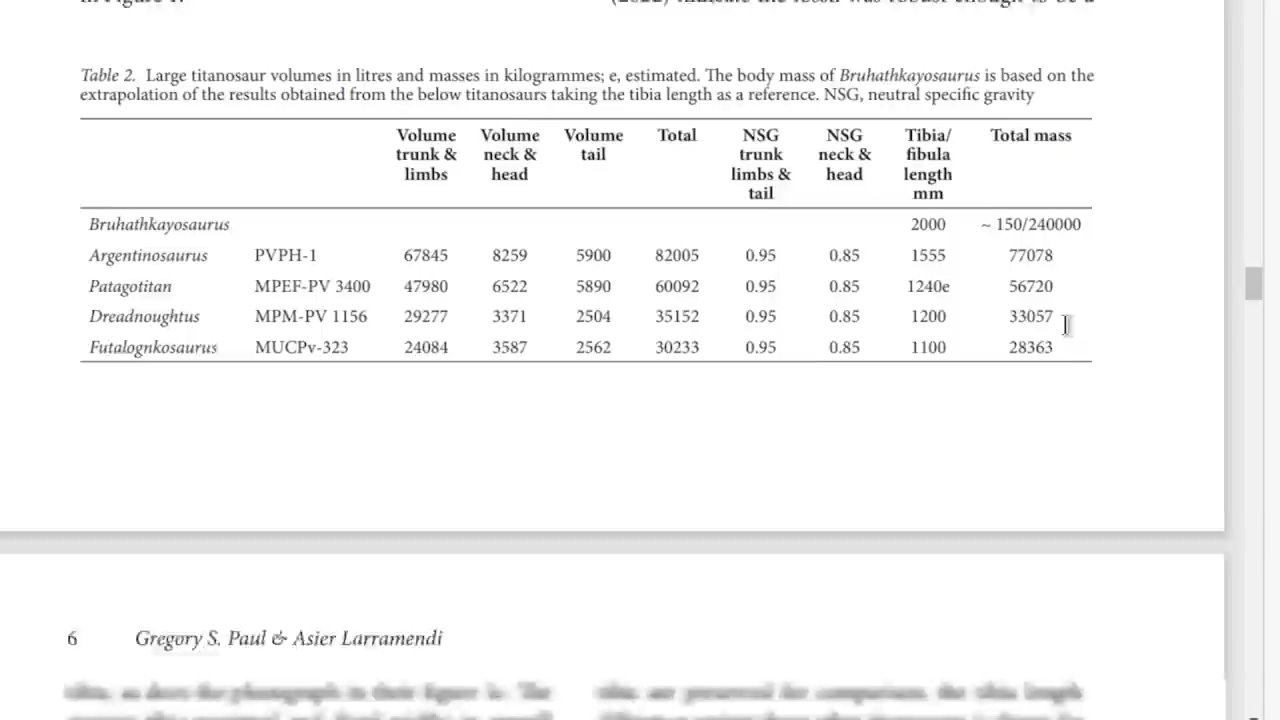 Table 2. Large titanosaur volumes in litres and masses in kilogrammes; e, estimated. The body mass of Bruhathkayosaurus is based on the
extrapolation of the results obtained from the below titanosaurs taking the tibia length as a reference. NSG, neutral specific gravity
Volume trunk & limbs Volume neck & head Volume tail Total NSG trunk limbs & tail NSG neck & head Tibia/ fibula length mm Total mass
Bruhathkayosaurus 2000 ~ 150/240000
Argentinosaurus PVPH-1 67845 8259 5900 82005 0.95 0.85 1555 77078
Patagotitan MPEF-PV 3400 47980 6522 5890 60092 0.95 0.85 1240e 56720
Dreadnoughtus MPM-PV 1156 29277 3371 2504 35152 0.95 0.85 1200 33057
Futalognkosaurus MUCPv-323 24084 3587 2562 30233 0.95 0.85 1100 28363
6 Gregory S. Paul & Asier Larramendi